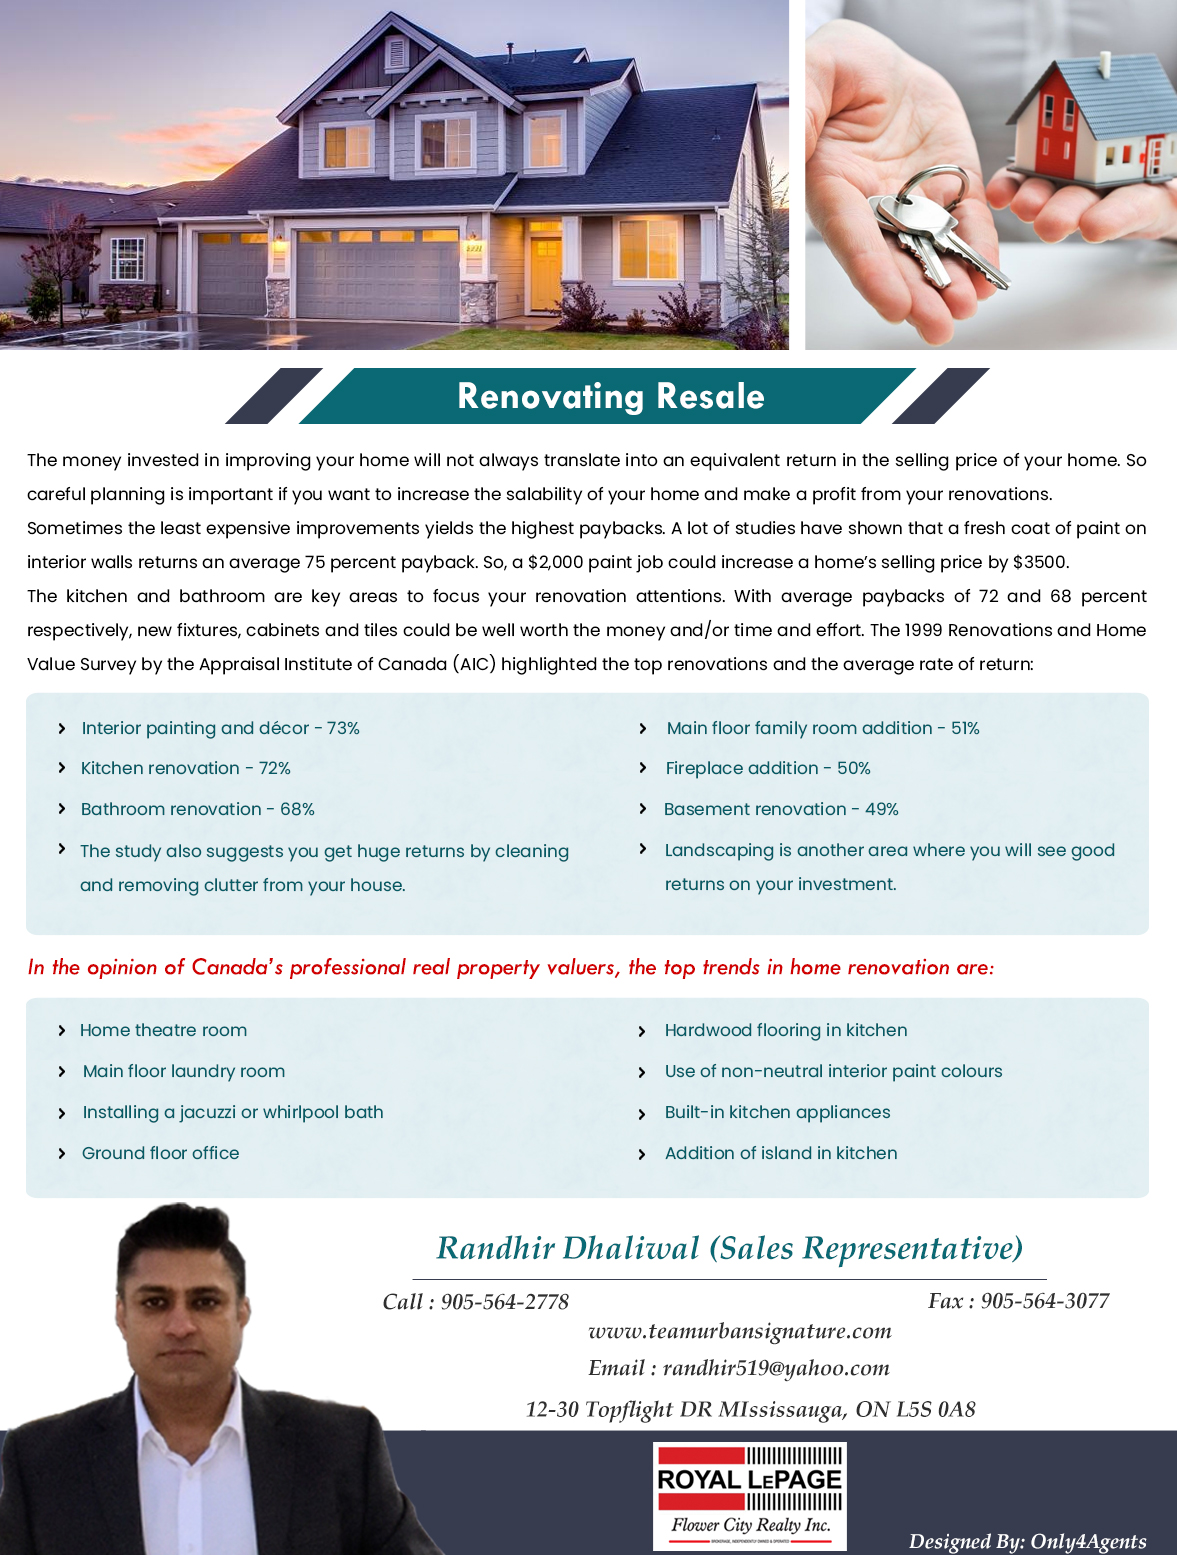 Renovating Resale
The money invested in improving your home will not always translate into an equivalent return in the selling price of your home. So
careful planning is important if you want to increase the salability of your home and make a profit from your renovations.
Sometimes the least expensive improvements yields the highest paybacks. A lot of studies have shown that a fresh coat of paint on
interior walls returns an average 75 percent payback. So, a $2,000 paint job could increase a home's selling price by $3500.
The kitchen and bathroom are key areas to focus your renovation attentions. With average paybacks of 72 and 68 percent
respectively, new fixtures, cabinets and tiles could be well worth the money and/or time and effort. The 1999 Renovations and Home
Value Survey by the Appraisal Institute of Canada (AIC) highlighted the top renovations and the average rate of return:
Interior painting and décor - 73%
Kitchen renovation - 72%
Bathroom renovation - 68%
The study also suggests you get huge returns by cleaning
and removing clutter from your house.
Main floor family room addition - 51%
Fireplace addition - 50%
Basement renovation - 49%
Landscaping is another area where you will see good
returns on your investment.
In the opinion of Canada's professional real property valuers, the top trends in home renovation are:
Home theatre room
Main floor laundry room
Installing a jacuzzi or whirlpool bath
Ground floor office
Hardwood flooring in kitchen
Use of non-neutral interior paint colours
Built-in kitchen appliances
Addition of island in kitchen
Randhir Dhaliwal (Sales Representative)
Call : 905-564-2778
Fax : 905-564-3077
www.teamurbansignature.com
Email : randhir519@yahoo.com
12-30 Topflight DR MIssissauga, ON L5S 0A8
ROYAL LEPAGE
Flower City Realty Inc.
BROKERAGE, INDEPENDENTLY OWNED & OPERATED
Designed By: Only4Agents